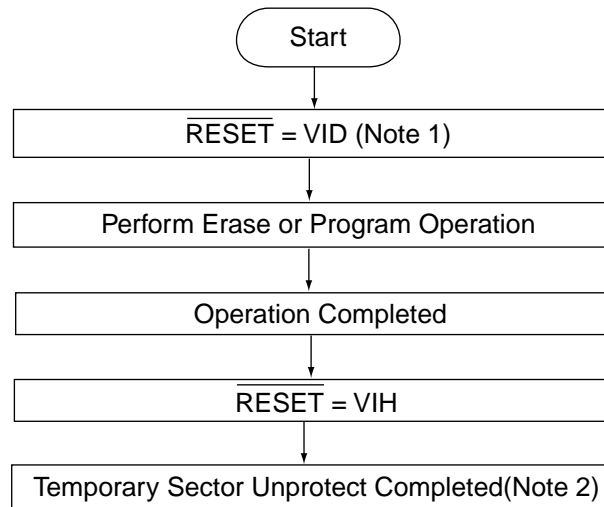 Start
RESET = VID (Note 1)
Perform Erase or Program Operation
Operation Completed
RESET = VIH
Temporary Sector Unprotect Completed(Note 2)